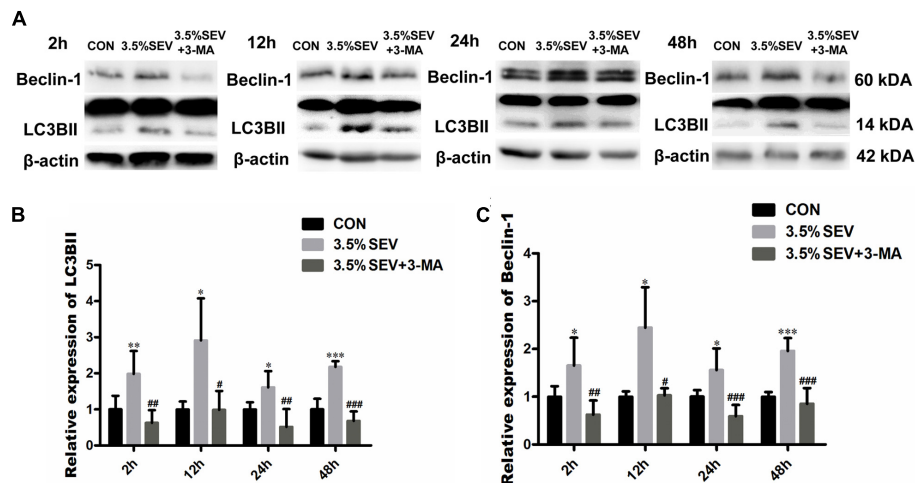 A
2h
CON 3.5%SEV 3.5%SEV +3-MA
12h
CON 3.5%SEV 3.5%SEV +3-MA
24h
CON 3.5%SEV 3.5%SEV +3-MA
48h
CON 3.5%SEV 3.5%SEV +3-MA
Beclin-1 Beclin-1 Beclin-1 Beclin-1 60 kDA
LC3BII LC3BII LC3BII LC3BII 14 kDA
β-actin β-actin β-actin β-actin 42 kDA
B
CON
3.5% SEV
3.5% SEV+3-MA
Relative expression of LC3BII
5
4
3
2
1
0
** ## * # * ## *** ###
2h 12h 24h 48h
C
CON
3.5% SEV
3.5% SEV+3-MA
Relative expression of Beclin-1
4
3
2
1
0
* ## * # * ### *** ###
2h 12h 24h 48h